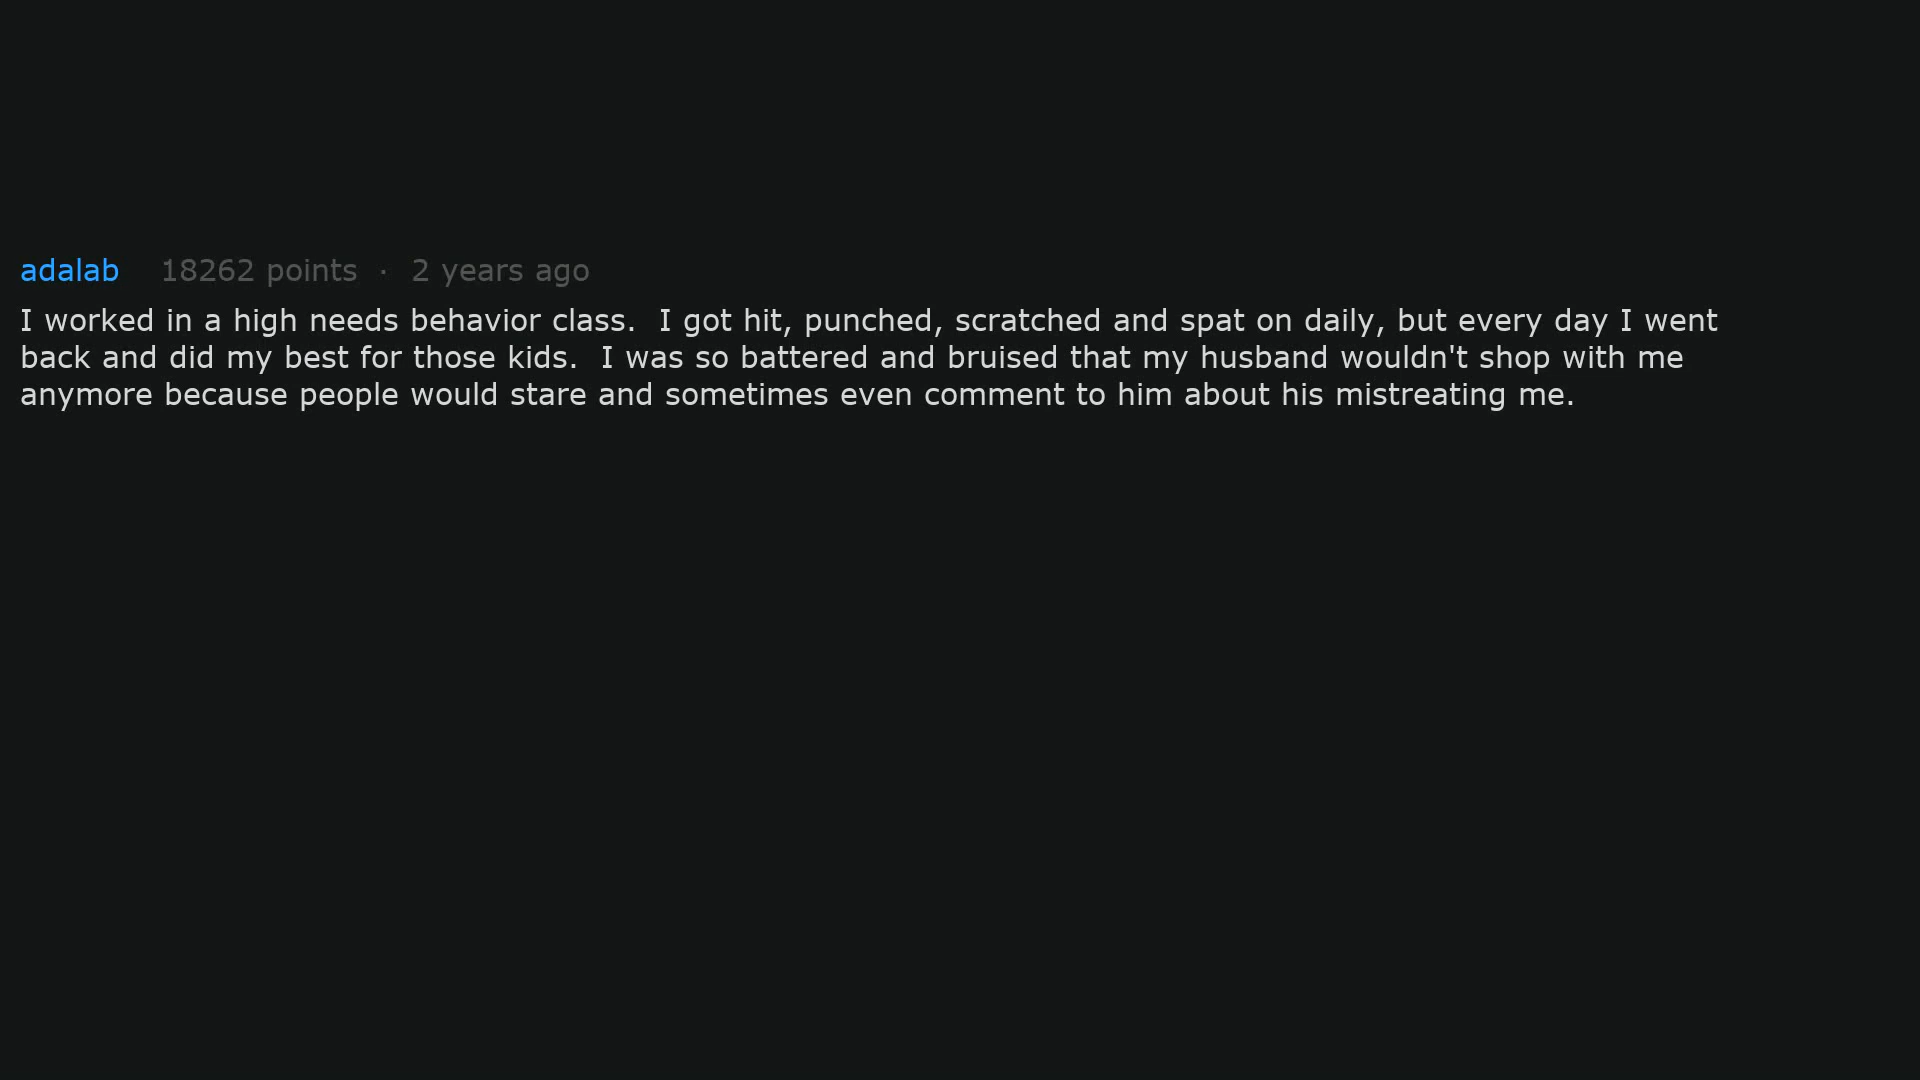 adalab 18262 points · 2 years ago
I worked in a high needs behavior class.  I got hit, punched, scratched and spat on daily, but every day I went
back and did my best for those kids.  I was so battered and bruised that my husband wouldn't shop with me
anymore because people would stare and sometimes even comment to him about his mistreating me.